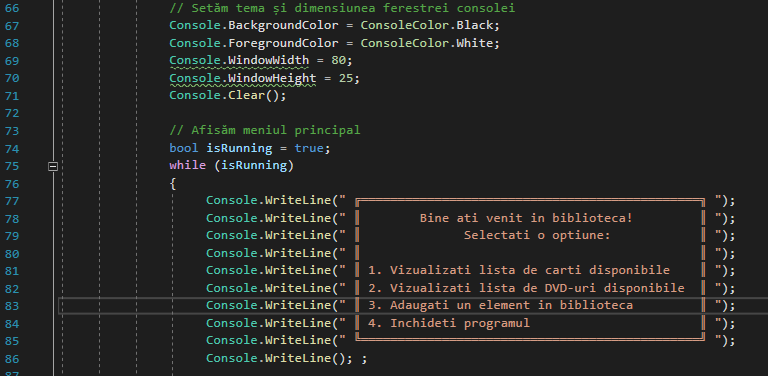 66 // Setăm tema și dimensiunea ferestrei consolei
67 Console.BackgroundColor = ConsoleColor.Black;
68 Console.ForegroundColor = ConsoleColor.White;
69 Console.WindowWidth = 80;
70 Console.WindowHeight = 25;
71 Console.Clear();
72
73 // Afisăm meniul principal
74 bool isRunning = true;
75 while (isRunning)
76 {
77 Console.WriteLine(" ╔═══════════════════════════════════════════════╗ ");
78 Console.WriteLine(" ║        Bine ati venit in biblioteca!         ║ ");
79 Console.WriteLine(" ║              Selectati o optiune:            ║ ");
80 Console.WriteLine(" ║                                              ║ ");
81 Console.WriteLine(" ║ 1. Vizualizati lista de carti disponibile    ║ ");
82 Console.WriteLine(" ║ 2. Vizualizati lista de DVD-uri disponibile  ║ ");
83 Console.WriteLine(" ║ 3. Adaugati un element in biblioteca         ║ ");
84 Console.WriteLine(" ║ 4. Inchideti programul                       ║ ");
85 Console.WriteLine(" ╚═══════════════════════════════════════════════╝ ");
86 Console.WriteLine(); ;
87